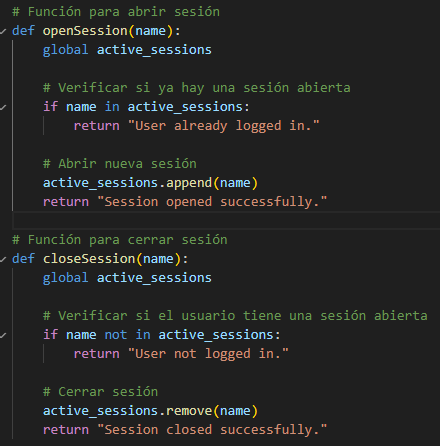 # Función para abrir sesión
def openSession(name):
    global active_sessions
    # Verificar si ya hay una sesión abierta
    if name in active_sessions:
        return "User already logged in."
    # Abrir nueva sesión
    active_sessions.append(name)
    return "Session opened successfully."
# Función para cerrar sesión
def closeSession(name):
    global active_sessions
    # Verificar si el usuario tiene una sesión abierta
    if name not in active_sessions:
        return "User not logged in."
    # Cerrar sesión
    active_sessions.remove(name)
    return "Session closed successfully."